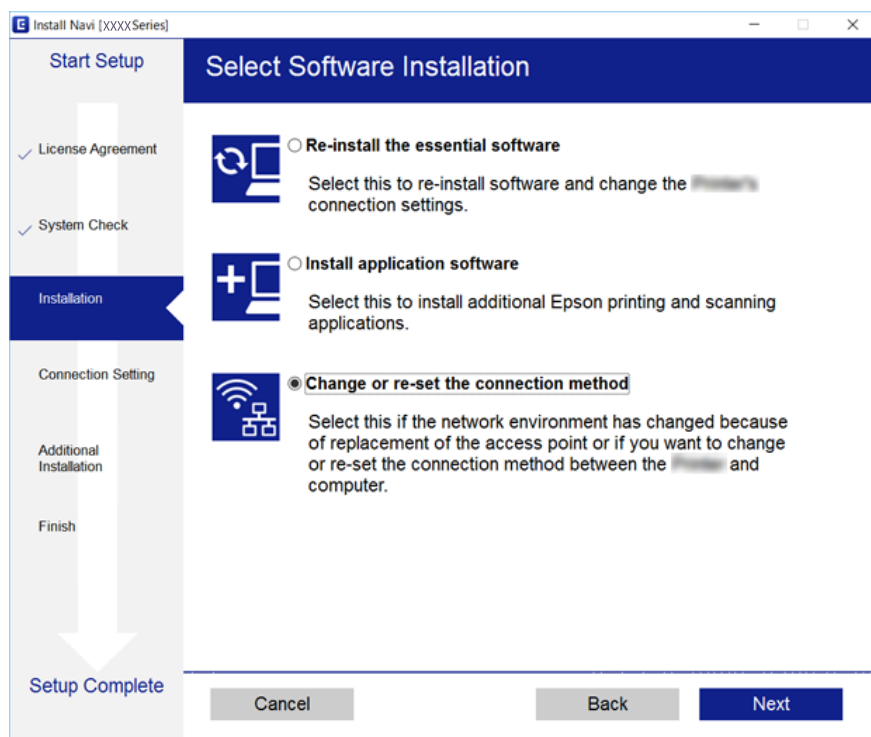 Install Navi [XXXX Series]
Start Setup
Select Software Installation
License Agreement
System Check
Installation
Connection Setting
Additional
Installation
Finish
Setup Complete
Re-install the essential software
Select this to re-install software and change the
connection settings.
Install application software
Select this to install additional Epson printing and scanning
applications.
Change or re-set the connection method
Select this if the network environment has changed because
of replacement of the access point or if you want to change
or re-set the connection method between the and
computer.
Cancel
Back
Next